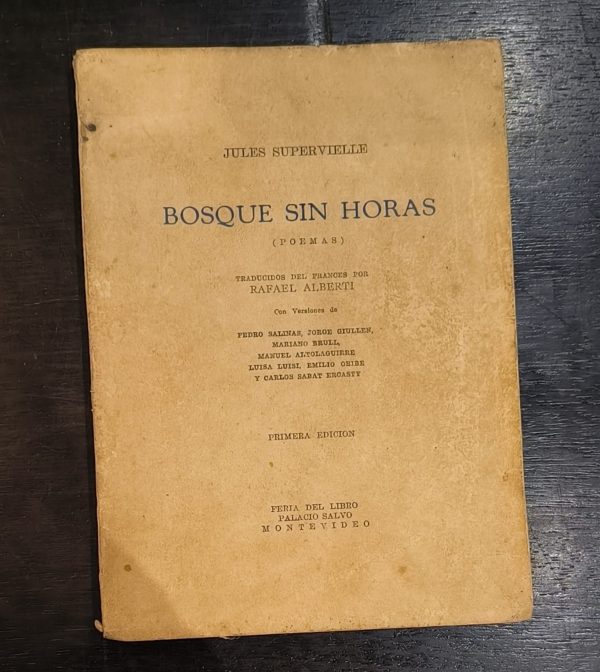 JULES SUPERVIELLE
BOSQUE SIN HORAS
(POEMAS)
TRADUCIDOS DEL FRANCES POR
RAFAEL ALBERTI
Con Versiones de
PEDRO SALINAS, JORGE GIULLEN,
MARIANO BRULL,
MANUEL ALTOLAGUIRRE
LUISA LUISI, EMILIO ORIBE
Y CARLOS SABAT ERCASTY
PRIMERA EDICION
FERIA DEL LIBRO
PALACIO SALVO
MONTEVIDEO